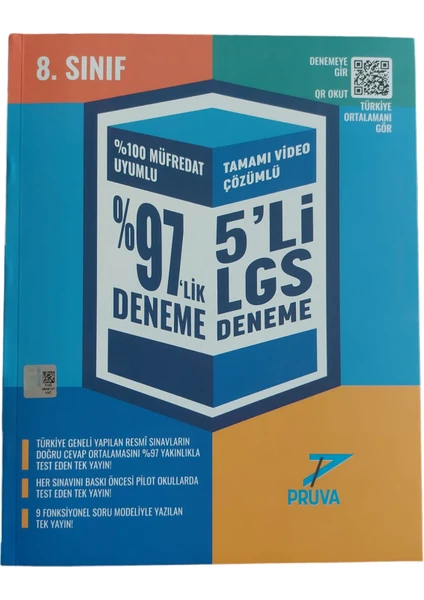 8. SINIF
DENEMEYE
GİR
QR OKUT
TÜRKİYE
ORTALAMANI
GÖR
%100 MÜFREDAT
UYUMLU
TAMAMI VİDEO
ÇÖZÜMLÜ
%97'LİK
DENEME
5'Lİ
LGS
DENEME
TÜRKİYE GENELİ YAPILAN RESMİ SINAVLARIN
DOĞRU CEVAP ORTALAMASINI %97 YAKINLIKLA
TEST EDEN TEK YAYIN!
HER SINAVINI BASKI ÖNCESİ PİLOT OKULLARDA
TEST EDEN TEK YAYIN!
9 FONKSİYONEL SORU MODELİYLE YAZILAN
TEK YAYIN!
PRUVA